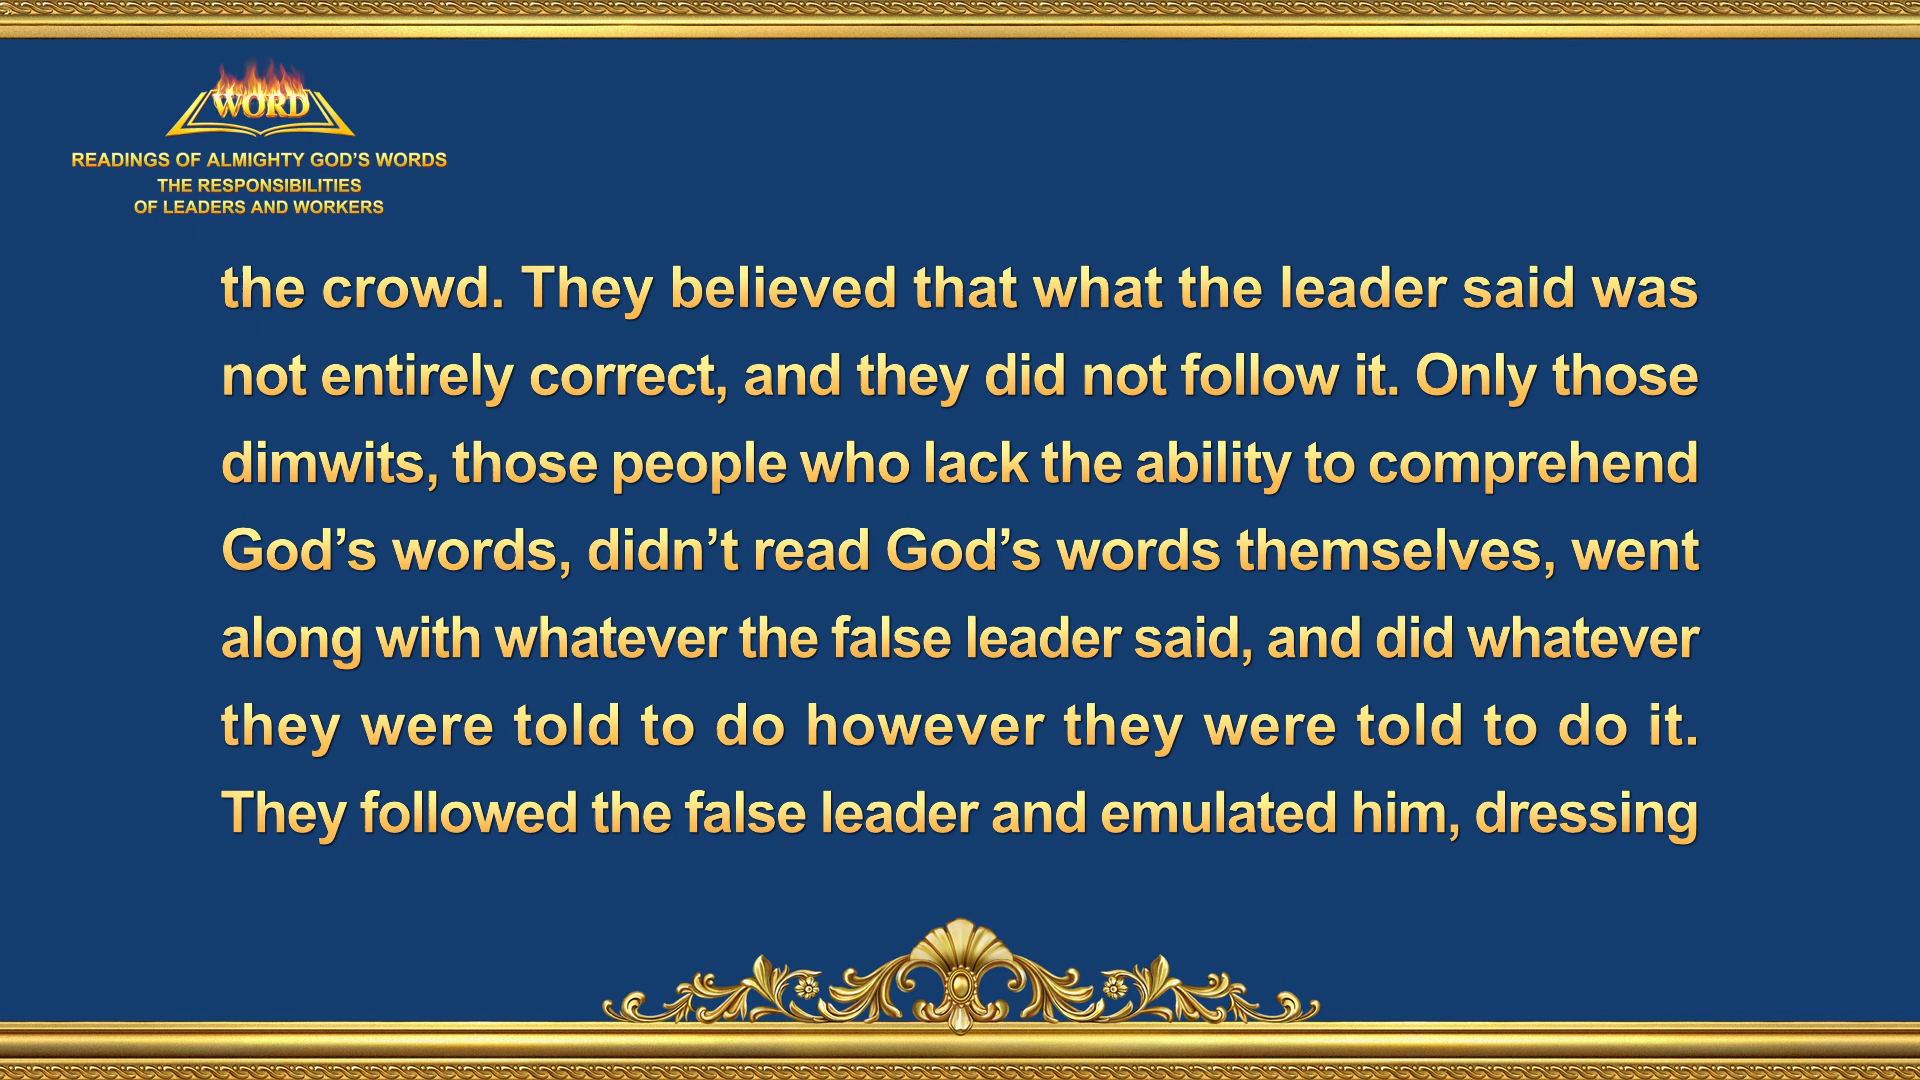 WORD
READINGS OF ALMIGHTY GOD’S WORDS
THE RESPONSIBILITIES
OF LEADERS AND WORKERS
the crowd. They believed that what the leader said was
not entirely correct, and they did not follow it. Only those
dimwits, those people who lack the ability to comprehend
God’s words, didn’t read God’s words themselves, went
along with whatever the false leader said, and did whatever
they were told to do however they were told to do it.
They followed the false leader and emulated him, dressing